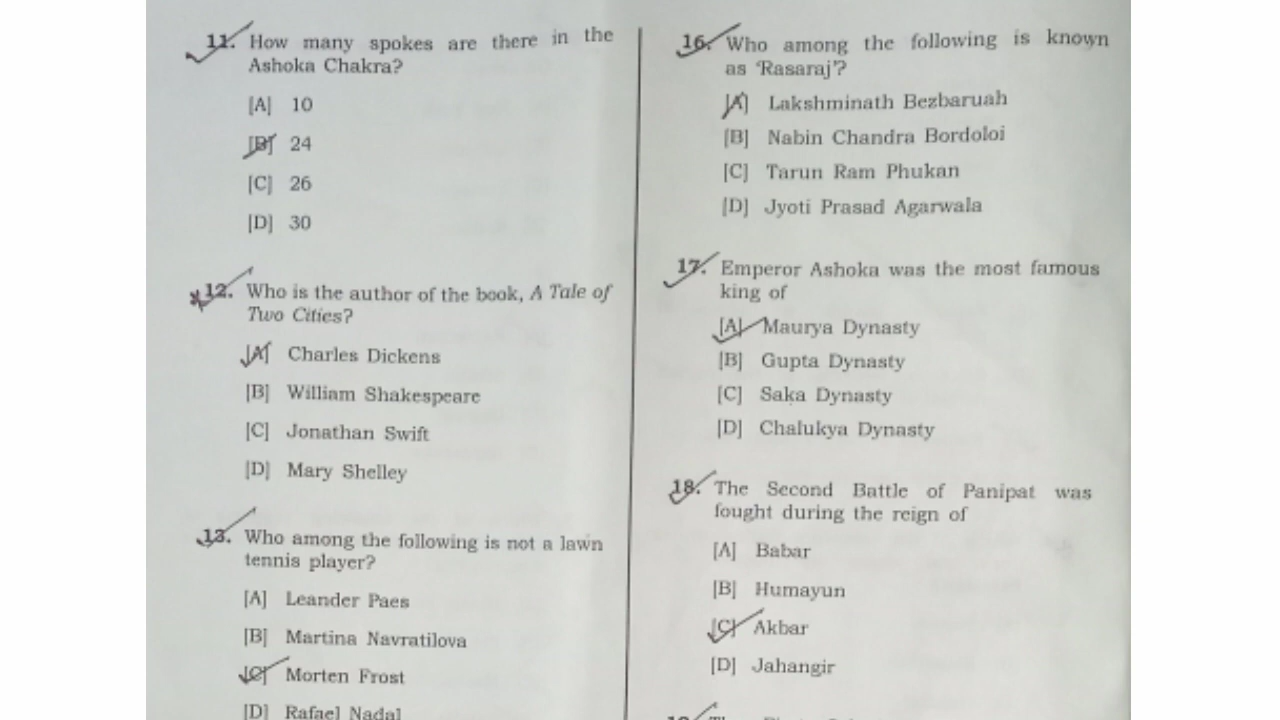 11. How many spokes are there in the
Ashoka Chakra?
[A] 10
[B] 24
[C] 26
[D] 30
12. Who is the author of the book, A Tale of
Two Cities?
[A] Charles Dickens
[B] William Shakespeare
[C] Jonathan Swift
[D] Mary Shelley
13. Who among the following is not a lawn
tennis player?
[A] Leander Paes
[B] Martina Navratilova
[C] Morten Frost
[D] Rafael Nadal
16. Who among the following is known
as 'Rasaraj'?
[A] Lakshminath Bezbaruah
[B] Nabin Chandra Bordoloi
[C] Tarun Ram Phukan
[D] Jyoti Prasad Agarwala
17. Emperor Ashoka was the most famous
king of
[A] Maurya Dynasty
[B] Gupta Dynasty
[C] Saka Dynasty
[D] Chalukya Dynasty
18. The Second Battle of Panipat was
fought during the reign of
[A] Babar
[B] Humayun
[C] Akbar
[D] Jahangir